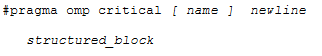 #pragma omp critical [ name ] newline
structured_block